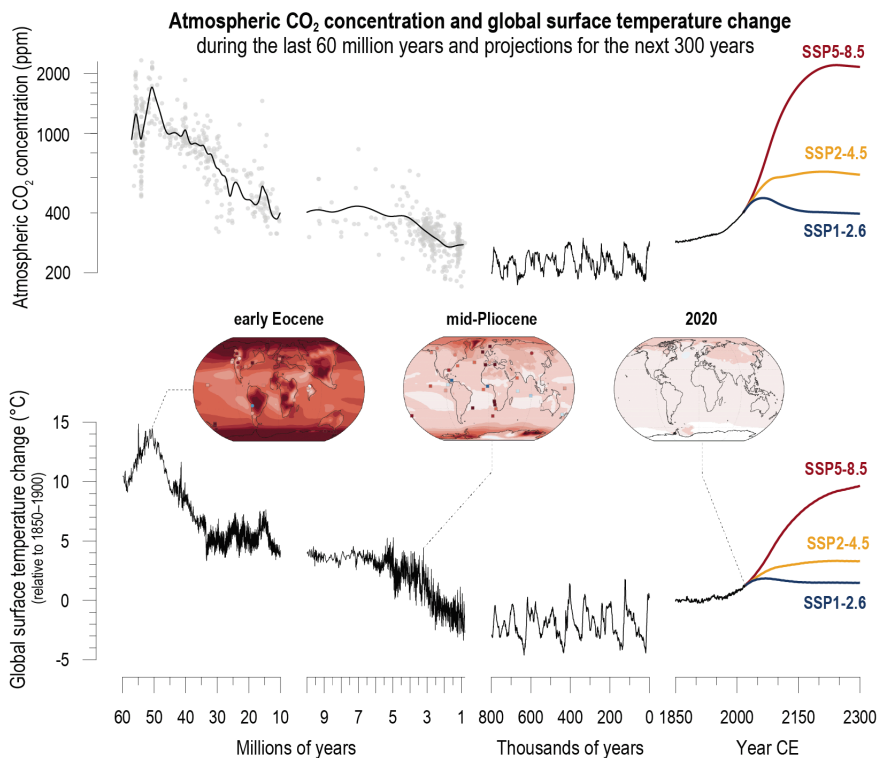 Atmospheric CO₂ concentration and global surface temperature change
during the last 60 million years and projections for the next 300 years
Atmospheric CO₂ concentration (ppm)
2000
1000
400
200
SSP5-8.5
SSP2-4.5
SSP1-2.6
early Eocene
mid-Pliocene
2020
Global surface temperature change (°C)
(relative to 1850–1900)
15
10
5
0
-5
SSP5-8.5
SSP2-4.5
SSP1-2.6
60 50 40 30 20 10
9 7 5 3 1
800 600 400 200 0
1850 2000 2150 2300
Millions of years
Thousands of years
Year CE